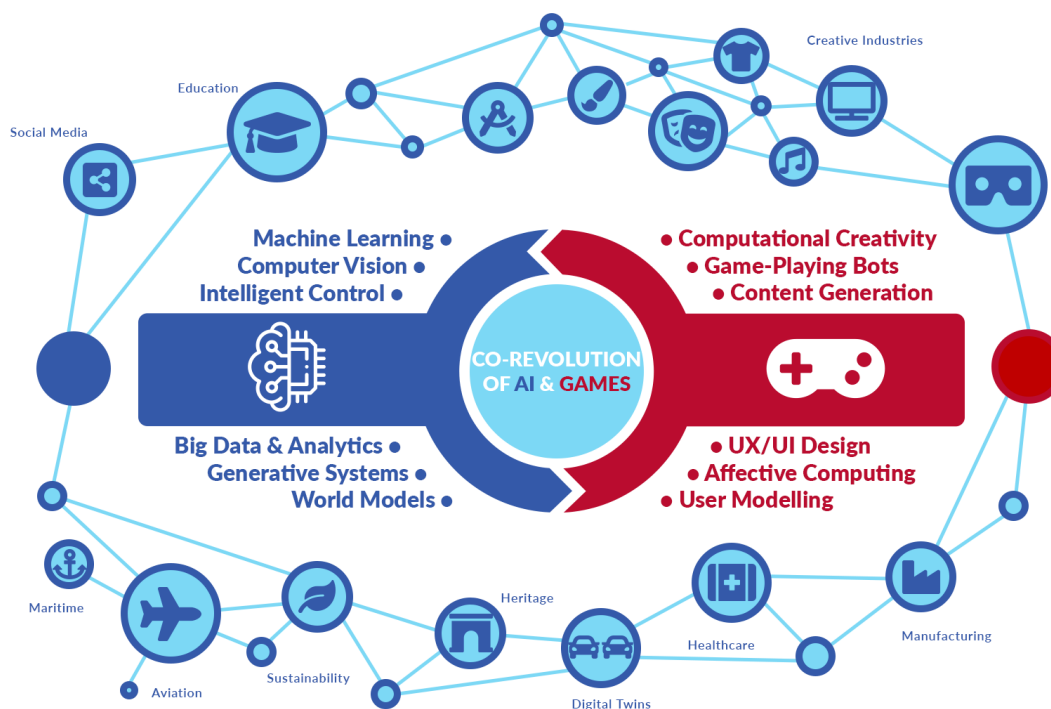 Creative Industries
Education
Social Media
Machine Learning
Computer Vision
Intelligent Control
Computational Creativity
Game-Playing Bots
Content Generation
CO-REVOLUTION
OF AI & GAMES
Big Data & Analytics
Generative Systems
World Models
UX/UI Design
Affective Computing
User Modelling
Maritime
Aviation
Sustainability
Heritage
Digital Twins
Healthcare
Manufacturing